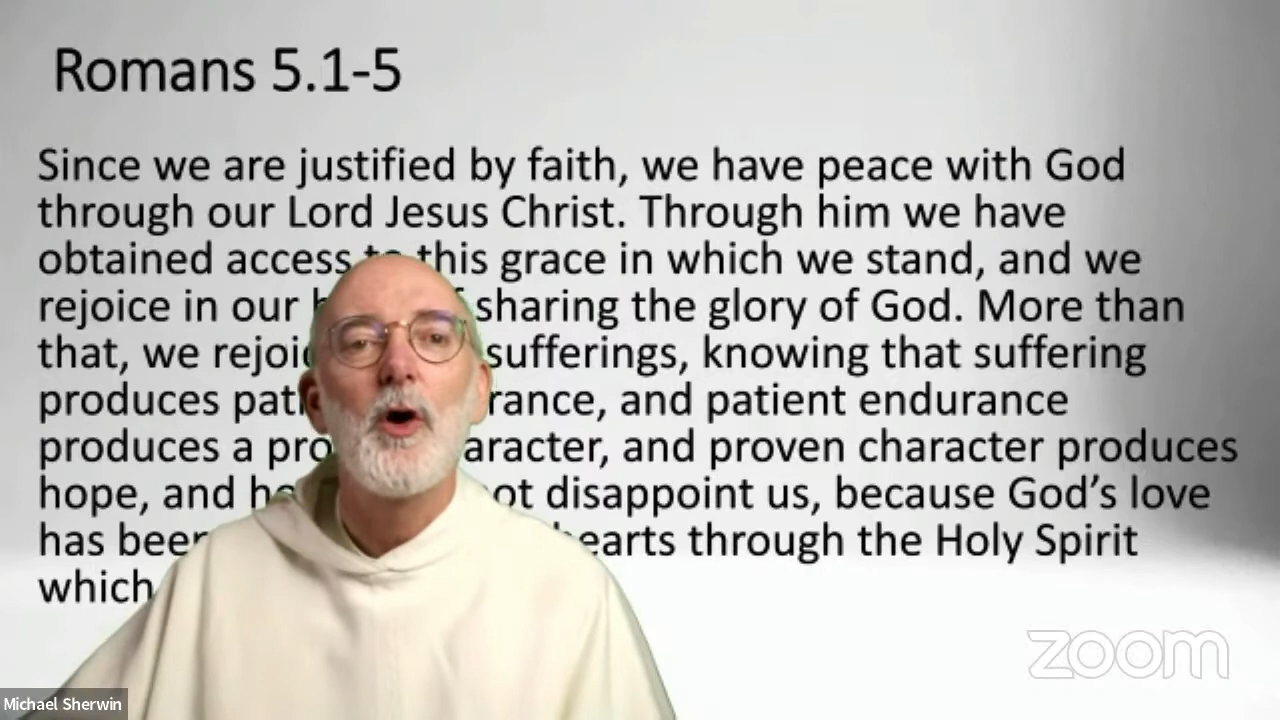 Romans 5.1-5
Since we are justified by faith, we have peace with God
through our Lord Jesus Christ. Through him we have
obtained access to this grace in which we stand, and we
rejoice in our sharing the glory of God. More than
that, we sufferings, knowing that suffering
produces and patient endurance
produces a and proven character produces
hope, and disappoint us, because God's love
has through the Holy Spirit
which
zoom
Michael Sherwin